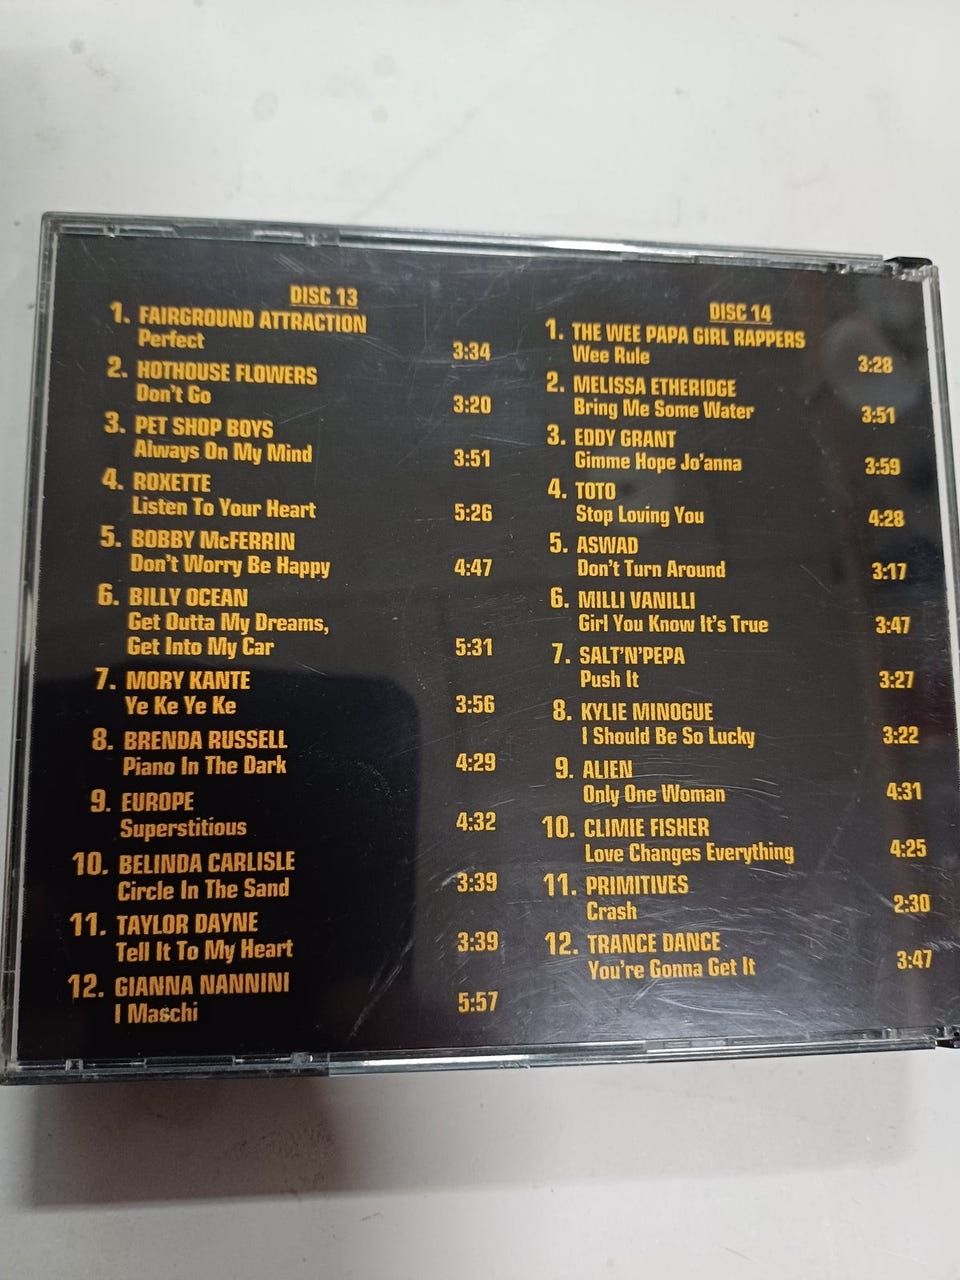 DISC 13
1. FAIRGROUND ATTRACTION
Perfect 3:34
2. HOTHOUSE FLOWERS
Don't Go 3:20
3. PET SHOP BOYS
Always On My Mind 3:51
4. ROXETTE
Listen To Your Heart 5:26
5. BOBBY McFERRIN
Don't Worry Be Happy 4:47
6. BILLY OCEAN
Get Outta My Dreams,
Get Into My Car 5:31
7. MORY KANTE
Ye Ke Ye Ke 3:56
8. BRENDA RUSSELL
Piano In The Dark 4:29
9. EUROPE
Superstitious 4:32
10. BELINDA CARLISLE
Circle In The Sand 3:39
11. TAYLOR DAYNE
Tell It To My Heart 3:39
12. GIANNA NANNINI
I Maschi 5:57
DISC 14
1. THE WEE PAPA GIRL RAPPERS
Wee Rule 3:28
2. MELISSA ETHERIDGE
Bring Me Some Water 3:51
3. EDDY GRANT
Gimme Hope Jo'anna 3:59
4. TOTO
Stop Loving You 4:28
5. ASWAD
Don't Turn Around 3:17
6. MILLI VANILLI
Girl You Know It's True 3:47
7. SALT'N'PEPA
Push It 3:27
8. KYLIE MINOGUE
I Should Be So Lucky 3:22
9. ALIEN
Only One Woman 4:31
10. CLIMIE FISHER
Love Changes Everything 4:25
11. PRIMITIVES
Crash 2:30
12. TRANCE DANCE
You're Gonna Get It 3:47